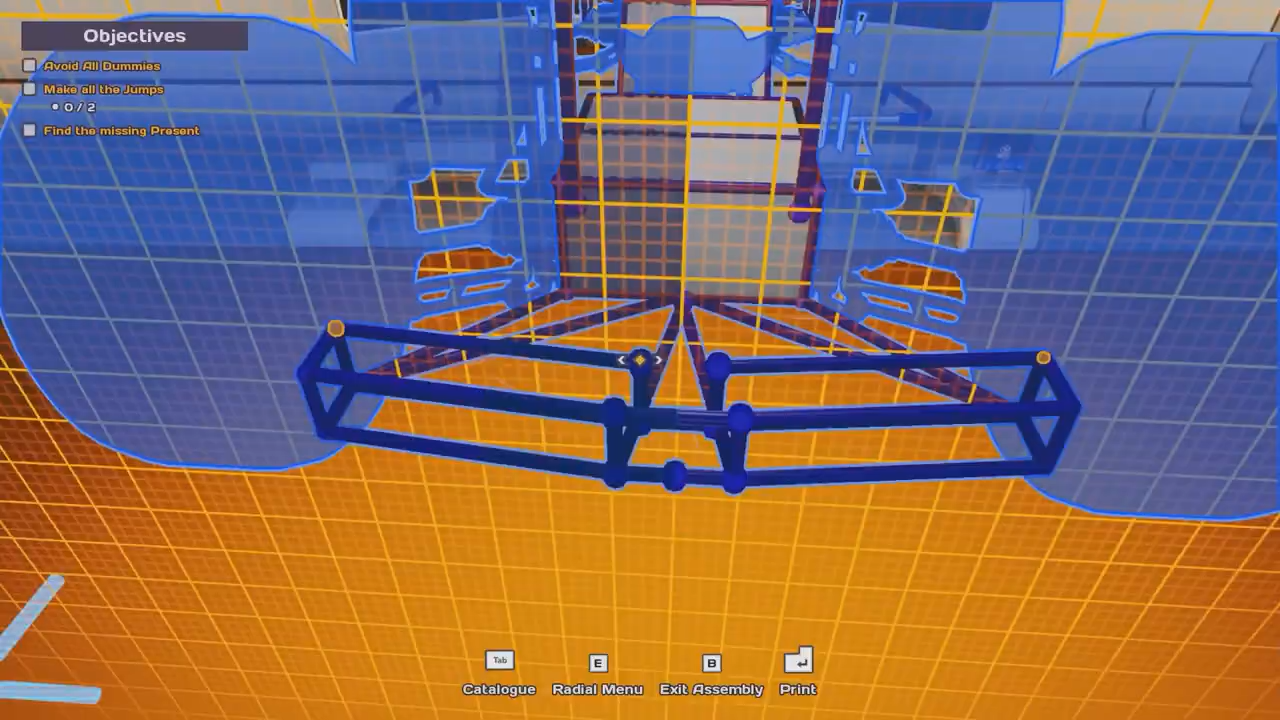 Objectives
Avoid All Dummies
Make all the Jumps
0 / 2
Find the missing Present
Tab
E
B
Catalogue
Radial Menu
Exit Assembly
Print